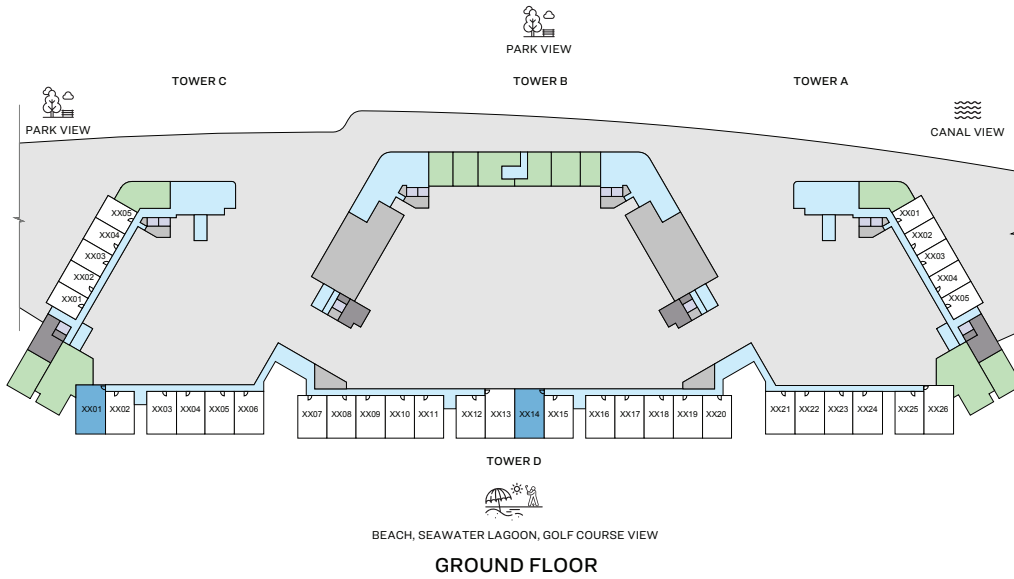 PARK VIEW
TOWER C
TOWER B
TOWER A
PARK VIEW
CANAL VIEW
XX05
XX04
XX03
XX02
XX01
XX01
XX02
XX03
XX04
XX05
XX01
XX02
XX03
XX04
XX05
XX06
XX07
XX08
XX09
XX10
XX11
XX12
XX13
XX14
XX15
XX16
XX17
XX18
XX19
XX20
XX21
XX22
XX23
XX24
XX25
XX26
TOWER D
BEACH, SEAWATER LAGOON, GOLF COURSE VIEW
GROUND FLOOR